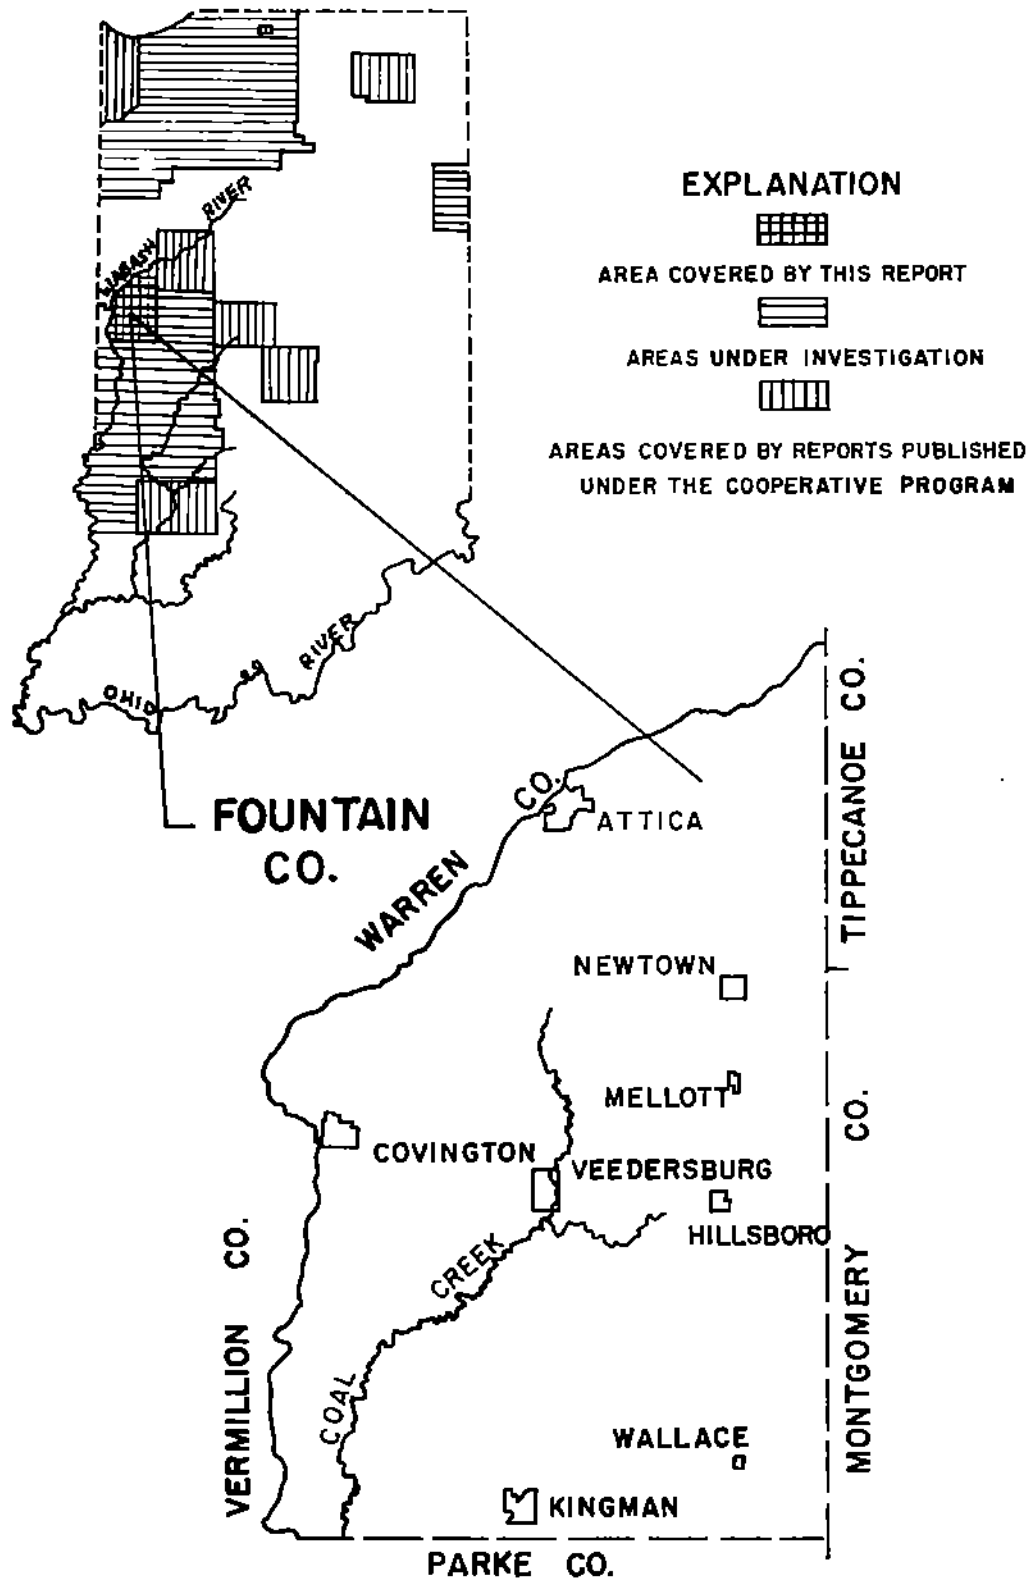 WABASH RIVER
EXPLANATION
AREA COVERED BY THIS REPORT
AREAS UNDER INVESTIGATION
AREAS COVERED BY REPORTS PUBLISHED
UNDER THE COOPERATIVE PROGRAM
OHIO RIVER
FOUNTAIN
CO.
WARREN CO.
ATTICA
TIPPECANOE CO.
NEWTOWN
MELLOTT
COVINGTON
VEEDERSBURG
HILLSBORO
COAL CREEK
VERMILLION CO.
MONTGOMERY CO.
WALLACE
KINGMAN
PARKE CO.